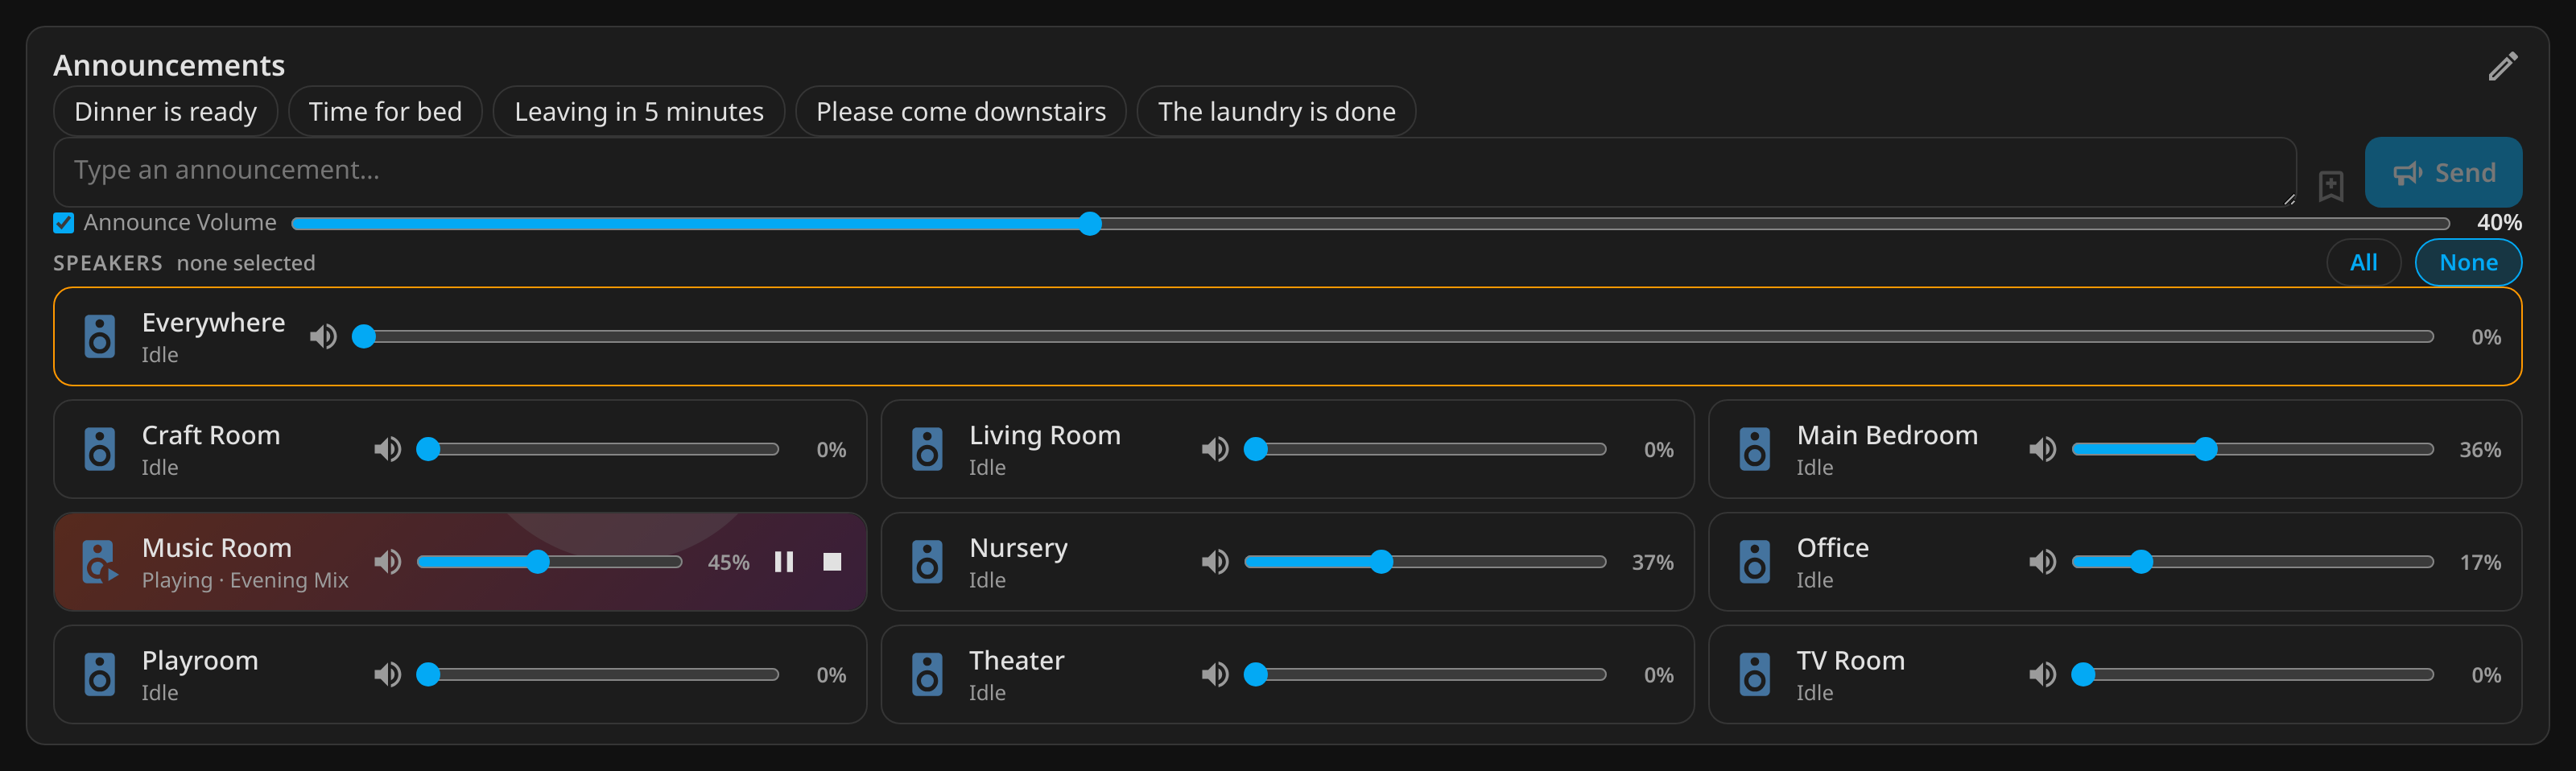 Announcements
Dinner is ready Time for bed Leaving in 5 minutes Please come downstairs The laundry is done
Type an announcement... Send
Announce Volume 40%
SPEAKERS none selected All None
Everywhere 0%
Idle
Craft Room 0%
Idle
Living Room 0%
Idle
Main Bedroom 36%
Idle
Music Room 45%
Playing · Evening Mix
Nursery 37%
Idle
Office 17%
Idle
Playroom 0%
Idle
Theater 0%
Idle
TV Room 0%
Idle